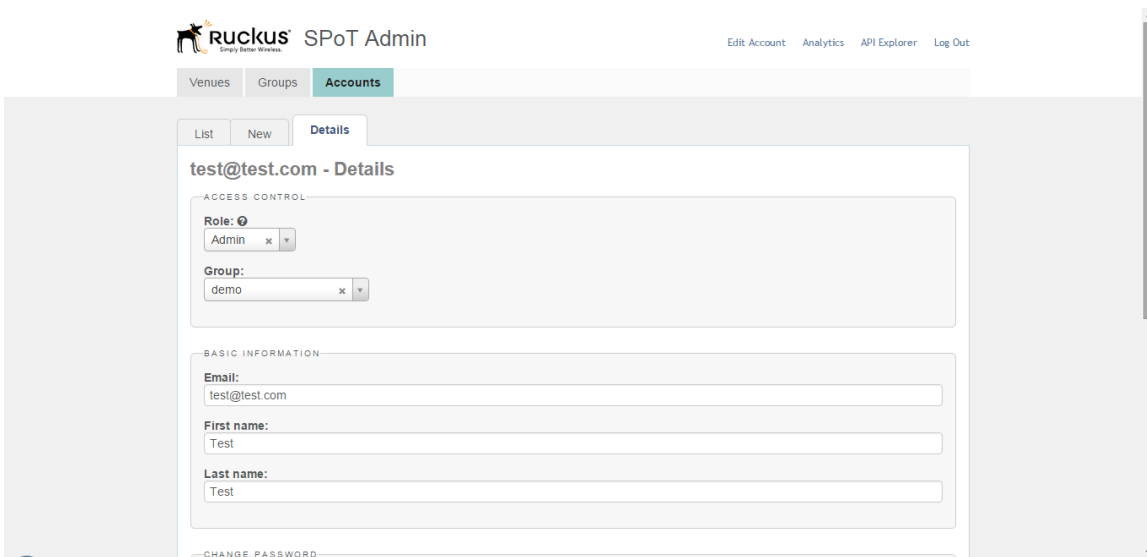 Ruckus SPoT Admin
Simply Better Wireless.
Edit Account Analytics API Explorer Log Out
Venues Groups Accounts
List New Details
test@test.com - Details
ACCESS CONTROL
Role:
Admin
Group:
demo
BASIC INFORMATION
Email:
test@test.com
First name:
Test
Last name:
Test
CHANGE PASSWORD